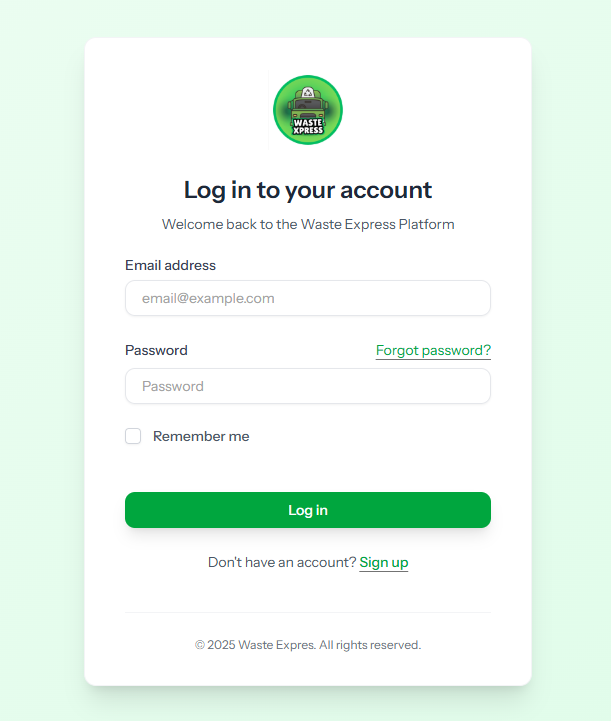 WASTE
XPRESS
Log in to your account
Welcome back to the Waste Express Platform
Email address
email@example.com
Password Forgot password?
Password
Remember me
Log in
Don't have an account? Sign up
© 2025 Waste Expres. All rights reserved.